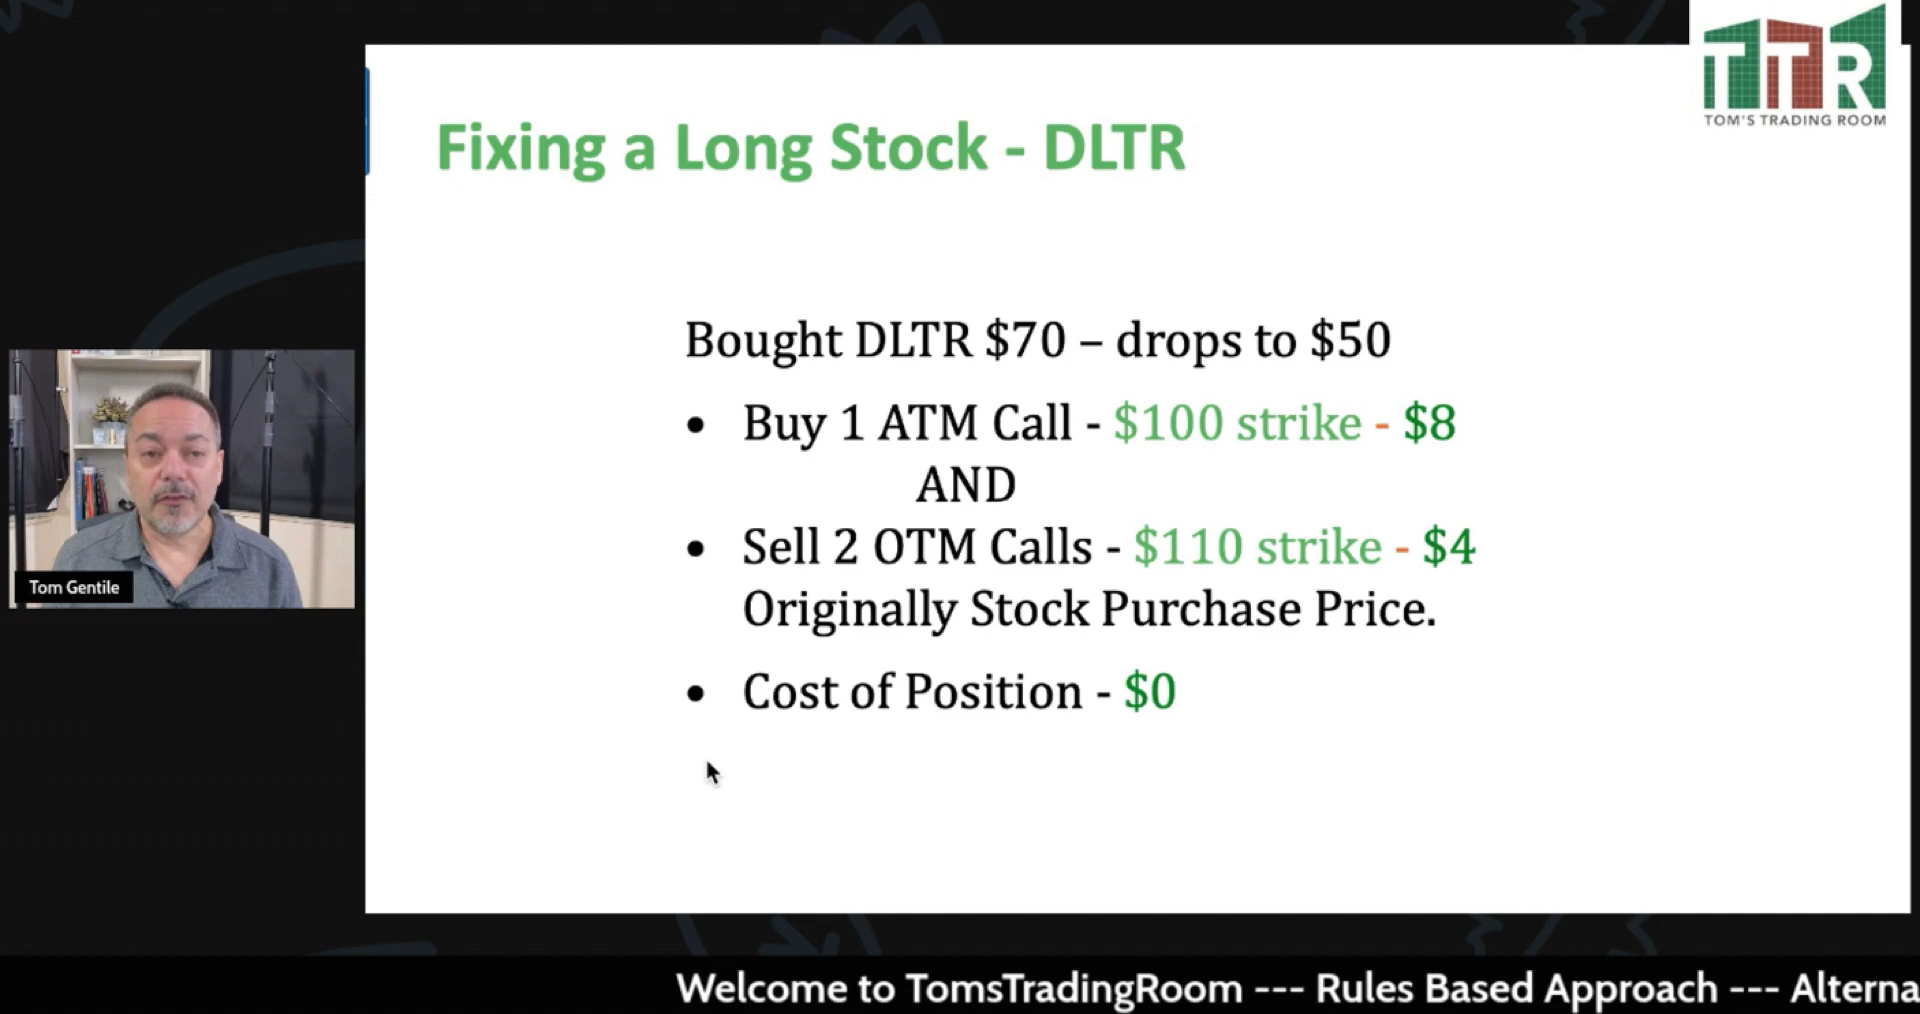 TTR
TOM'S TRADING ROOM
Fixing a Long Stock - DLTR
Bought DLTR $70 – drops to $50
• Buy 1 ATM Call - $100 strike - $8
AND
• Sell 2 OTM Calls - $110 strike - $4
Originally Stock Purchase Price.
• Cost of Position - $0
Tom Gentile
Welcome to TomsTradingRoom --- Rules Based Approach --- Alterna